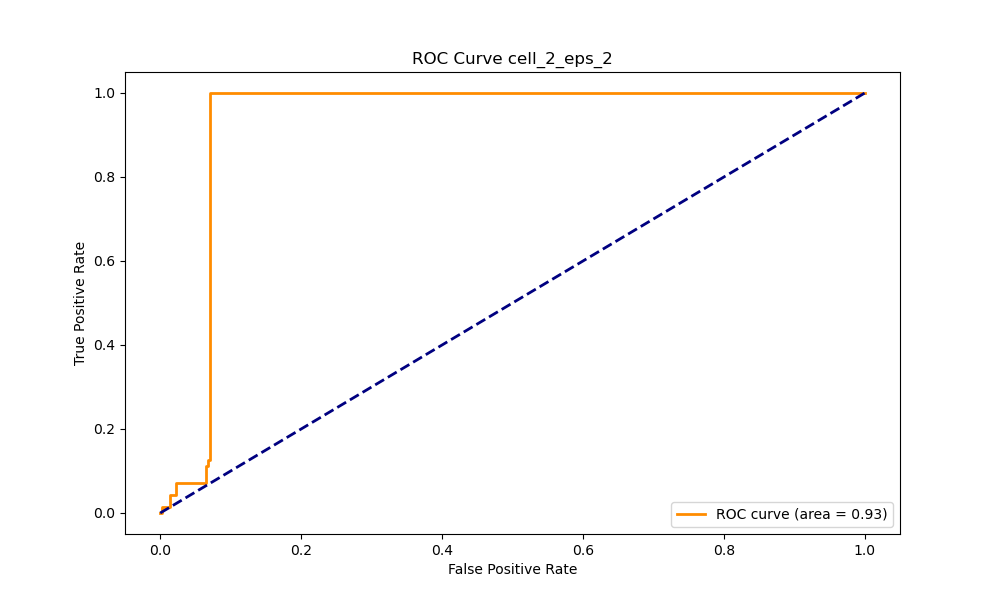 ROC Curve cell_2_eps_2
True Positive Rate
1.0
0.8
0.6
0.4
0.2
0.0
ROC curve (area = 0.93)
0.0 0.2 0.4 0.6 0.8 1.0
False Positive Rate